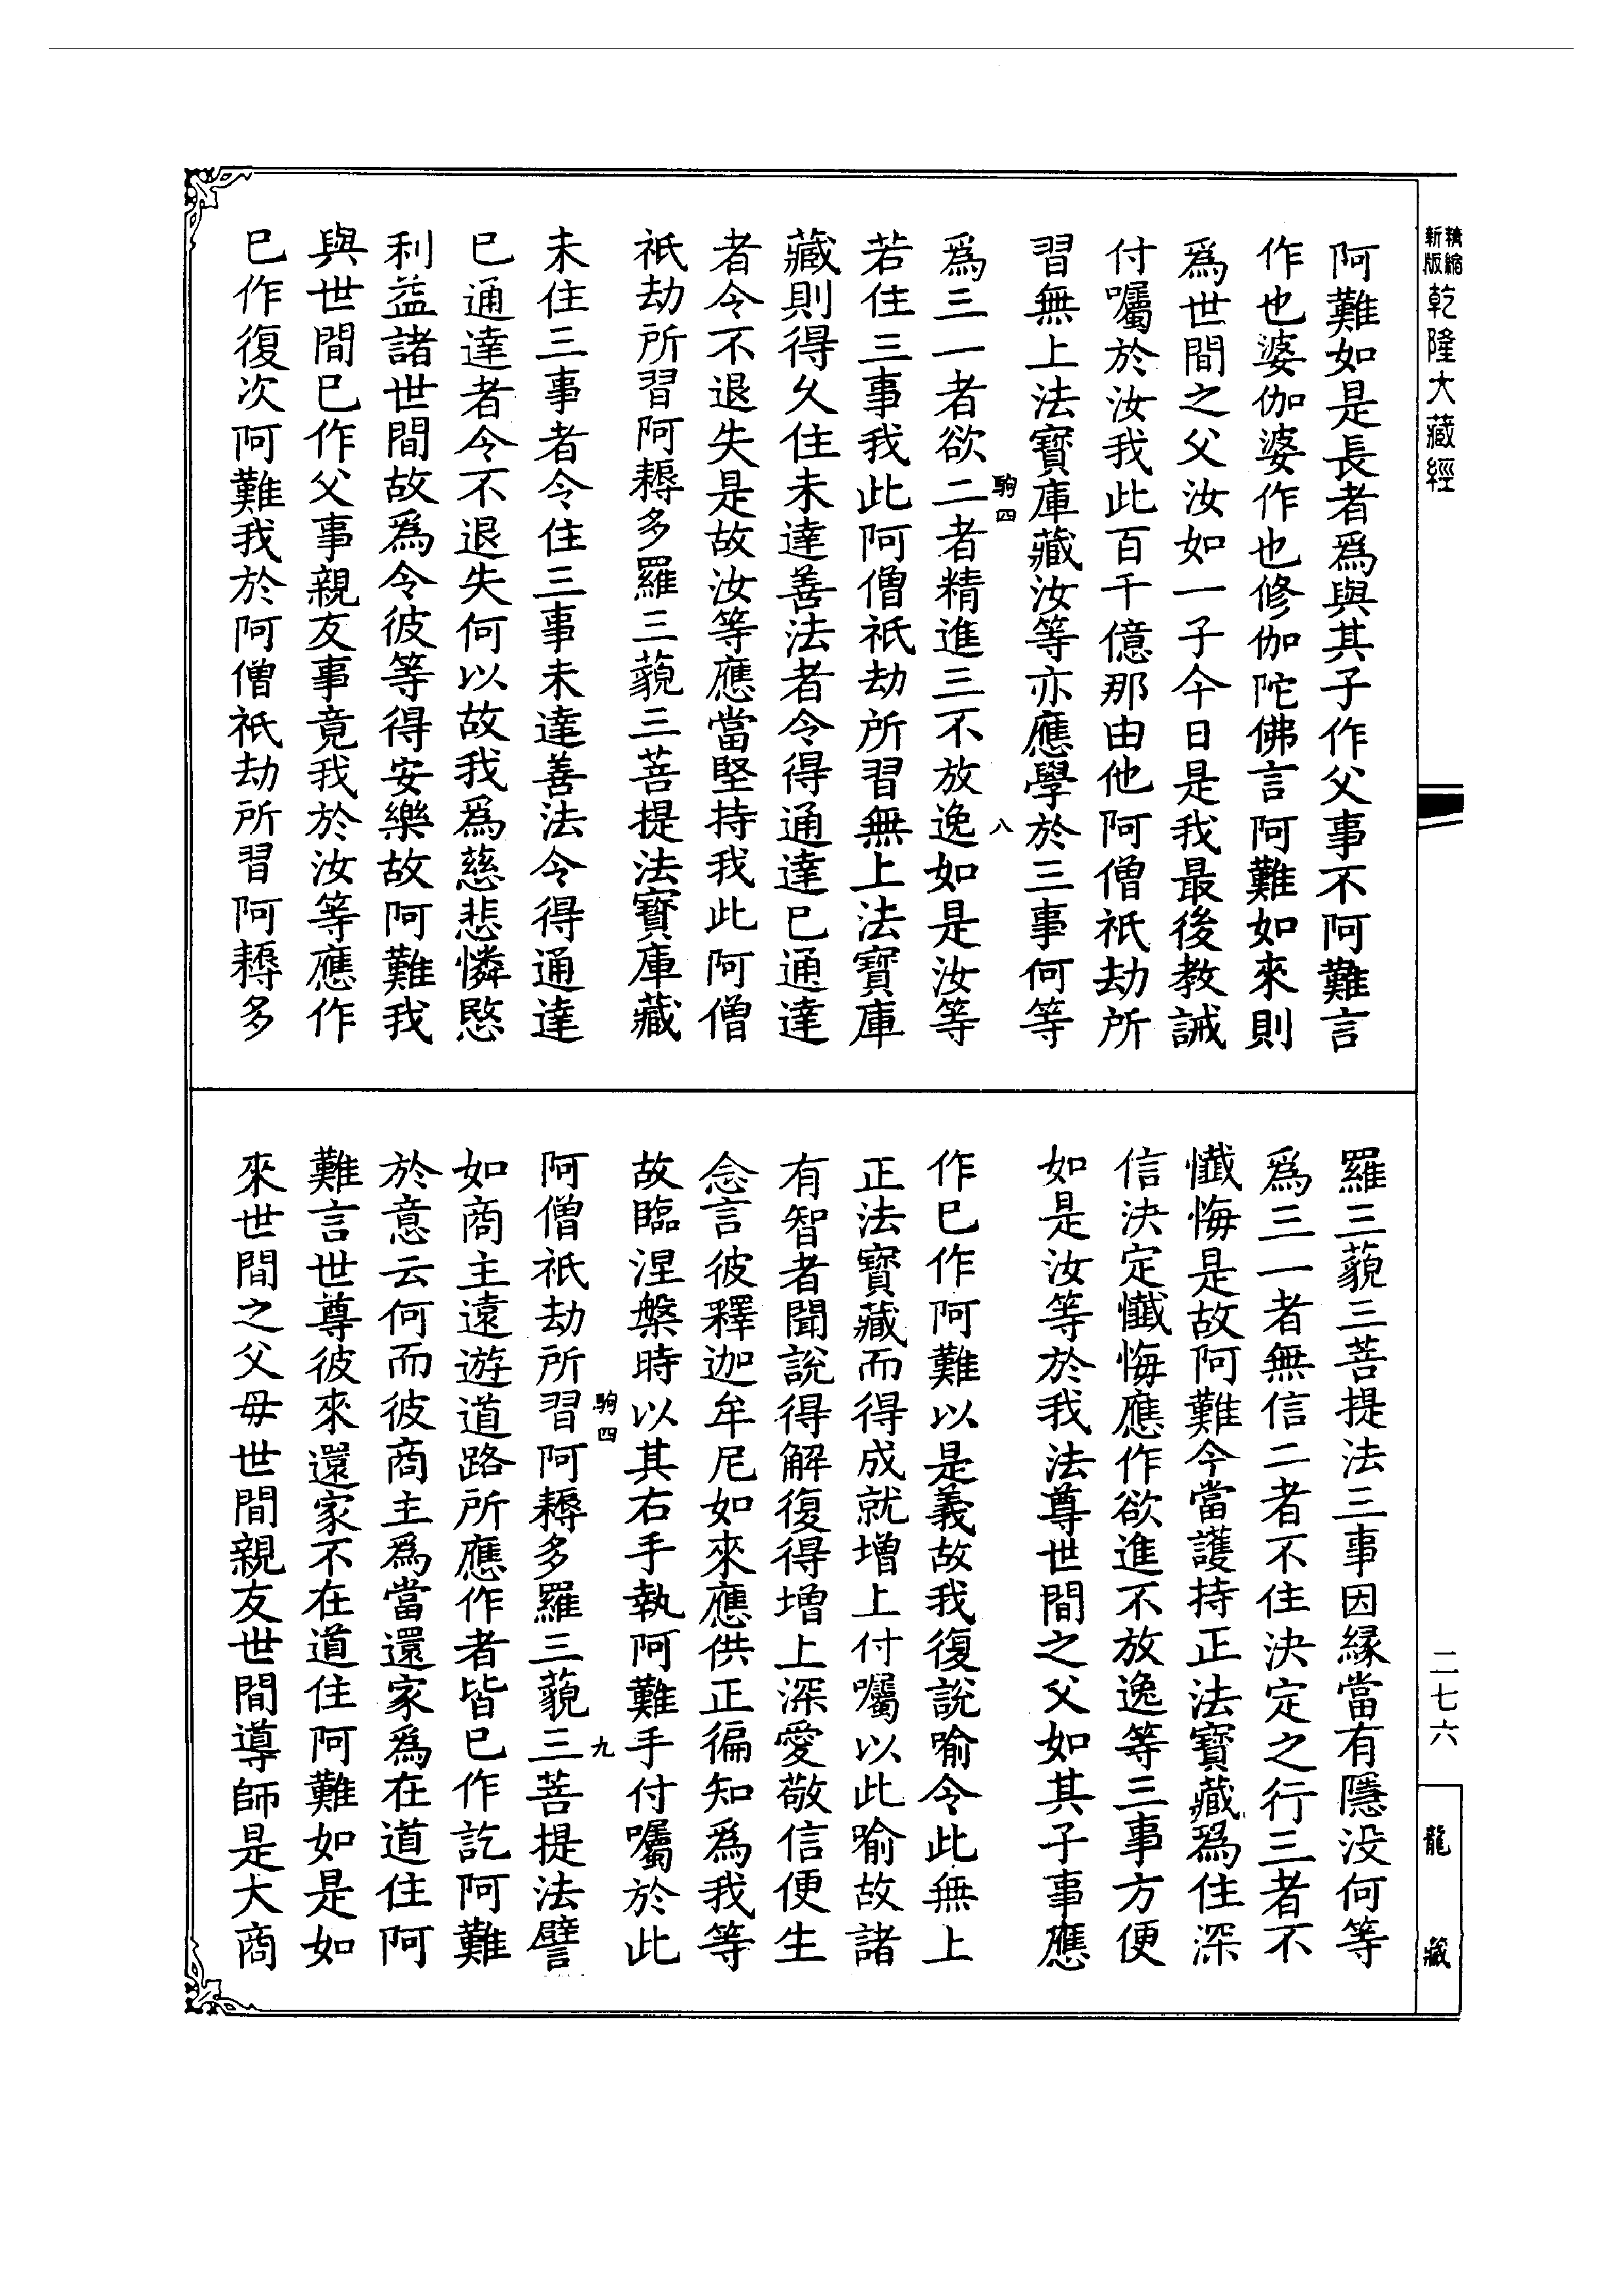 精縮新版乾隆大藏經
阿難如是長者爲與其子作父事不阿難言
作也婆伽婆作也修伽陀佛言阿難如來則
爲世間之父汝如一子今日是我最後教誡
付囑於汝我此百千億那由他阿僧祇劫所
習無上法寶庫藏汝等亦應學於三事何等
駒四
八
爲三一者欲二者精進三不放逸如是汝等
若住三事我此阿僧祇劫所習無上法寶庫
藏則得久住未達善法者令得通達巳通達
者令不退失是故汝等應當堅持我此阿僧
祇劫所習阿耨多羅三藐三菩提法寶庫藏
未住三事者令住三事未達善法令得通達
巳通達者令不退失何以故我爲慈悲憐愍
利益諸世間故爲令彼等得安樂故阿難我
與世間巳作父事親友事竟我於汝等應作
巳作復次阿難我於阿僧祇劫所習阿耨多
羅三藐三菩提法三事因緣當有隱没何等
爲三一者無信二者不住決定之行三者不
懺悔是故阿難今當護持正法寶藏爲住深
信決定懺悔應作欲進不放逸等三事方便
如是汝等於我法尊世間之父如其子事應
作巳作阿難以是義故我復說喻令此無上
正法寶藏而得成就增上付囑以此喻故諸
有智者聞說得解復得增上深愛敬信便生
念言彼釋迦牟尼如來應供正徧知爲我等
故臨涅槃時以其右手執阿難手付囑於此
駒四
九
阿僧祇劫所習阿耨多羅三藐三菩提法譬
如商主遠遊道路所應作者皆巳作訖阿難
於意云何而彼商主爲當還家爲在道住阿
難言世尊彼來還家不在道住阿難如是如
來世間之父母世間親友世間導師是大商
二七六
龍藏